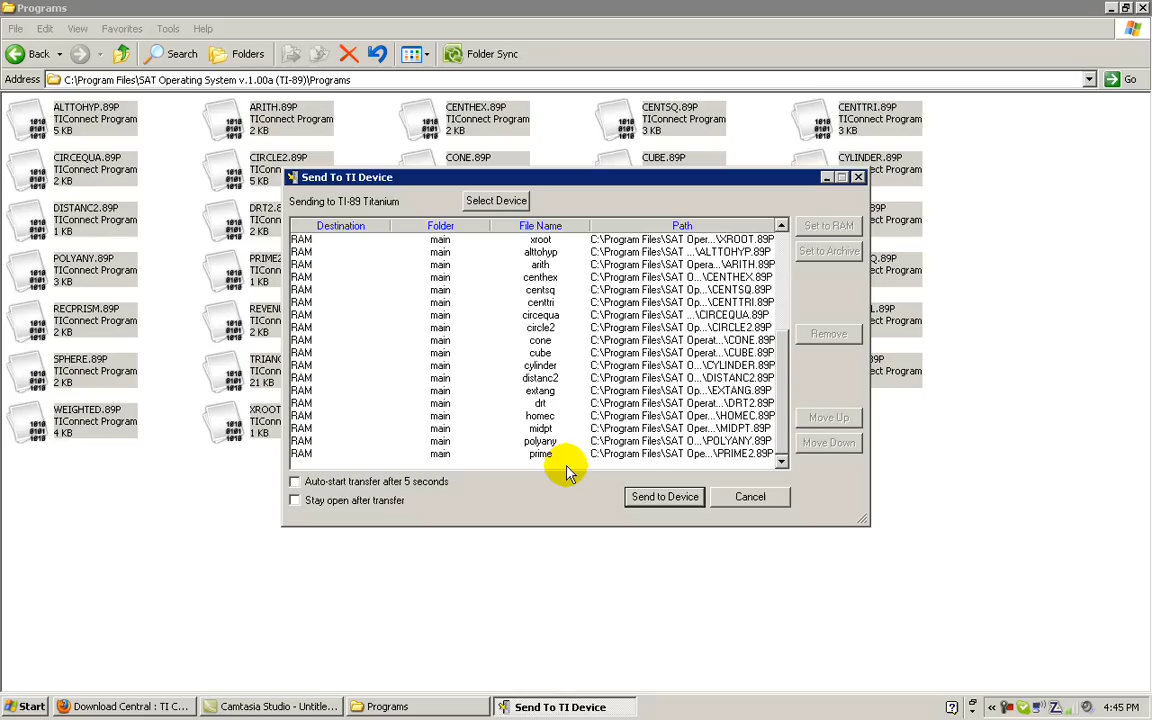 Programs
File Edit View Favorites Tools Help
Back Search Folders Folder Sync
Address C:\Program Files\SAT Operating System v.1.00a (TI-89)\Programs Go
ALTTOHYP.89P ARITH.89P CENTHEX.89P CENTSQ.89P CENTTRI.89P
TIConnect Program TIConnect Program TIConnect Program TIConnect Program TIConnect Program
5 KB 2 KB 2 KB 3 KB 3 KB
CIRCEQUA.89P CIRCLE2.89P CONE.89P CUBE.89P CYLINDER.89P
TIConnect Program
2 KB 5 KB
DISTANC2.89P DRT2.89P
TIConnect Program TIConn
2 KB
POLYANY.89P PRIME2
TIConnect Program TIConn
3 KB 1 KB
RECPRISM.89P REVENU
TIConnect Program TIConn
2 KB
SPHERE.89P TRIANG
TIConnect Program TIConn
2 KB 21 KB
WEIGHTED.89P XROOT
TIConnect Program TIConn
4 KB 1 KB
Send To TI Device
Sending to TI-89 Titanium Select Device
Destination Folder File Name Path
RAM main xroot C:\Program Files\SAT Oper...\XROOT.89P
RAM main alttohyp C:\Program Files\SAT ...\ALTTOHYP.89P
RAM main arith C:\Program Files\SAT Opera...\ARITH.89P
RAM main centhex C:\Program Files\SAT O...\CENTHEX.89P
RAM main centsq C:\Program Files\SAT Op...\CENTSQ.89P
RAM main centtri C:\Program Files\SAT Op...\CENTTRI.89P
RAM main circequa C:\Program Files\SAT ...\CIRCEQUA.89P
RAM main circle2 C:\Program Files\SAT Op...\CIRCLE2.89P
RAM main cone C:\Program Files\SAT Operat...\CONE.89P
RAM main cube C:\Program Files\SAT Operat...\CUBE.89P
RAM main cylinder C:\Program Files\SAT O...\CYLINDER.89P
RAM main distanc2 C:\Program Files\SAT O...\DISTANC2.89P
RAM main extang C:\Program Files\SAT Op...\EXTANG.89P
RAM main drt C:\Program Files\SAT Operat...\DRT2.89P
RAM main homec C:\Program Files\SAT Oper...\HOMEC.89P
RAM main midpt C:\Program Files\SAT Oper...\MIDPT.89P
RAM main polyany C:\Program Files\SAT O...\POLYANY.89P
RAM main prime C:\Program Files\SAT Ope...\PRIME2.89P
Set to RAM
Set to Archive
Remove
Move Up
Move Down
Auto-start transfer after 5 seconds
Stay open after transfer
Send to Device Cancel
Start Download Central : TI C... Camtasia Studio - Untitle... Programs Send To TI Device 4:45 PM